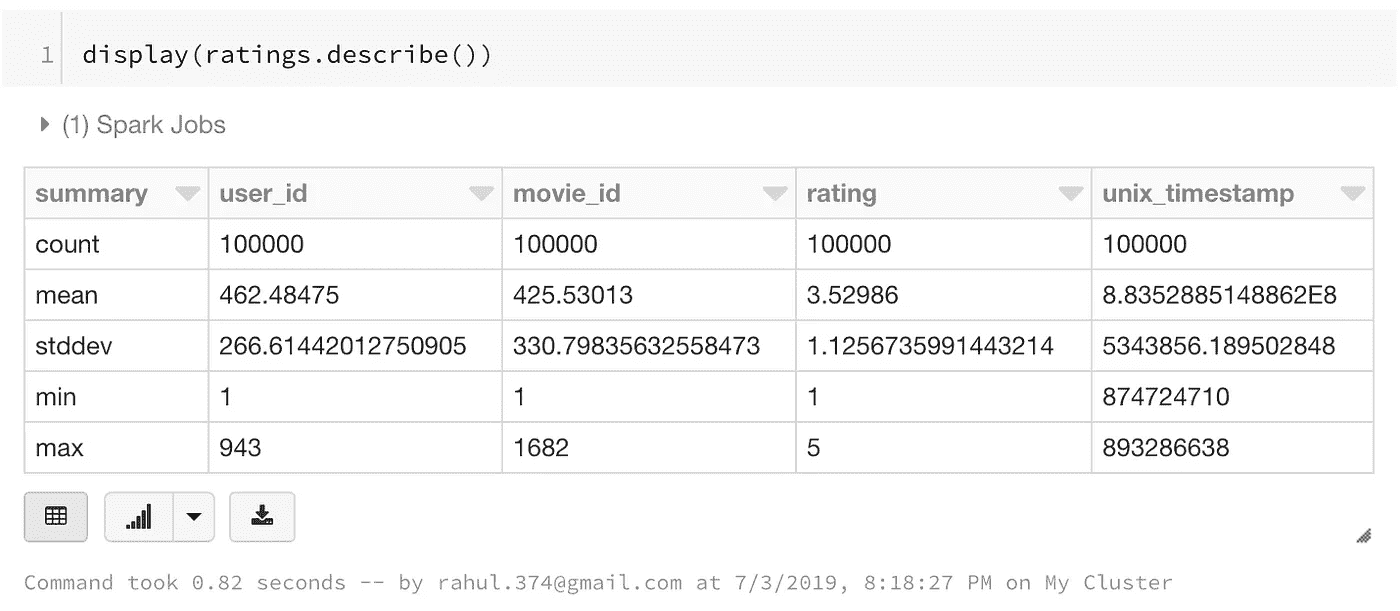 1 display(ratings.describe())
(1) Spark Jobs
summary user_id movie_id rating unix_timestamp
count 100000 100000 100000 100000
mean 462.48475 425.53013 3.52986 8.8352885148862E8
stddev 266.61442012750905 330.79835632558473 1.1256735991443214 5343856.189502848
min 1 1 1 874724710
max 943 1682 5 893286638
Command took 0.82 seconds -- by rahul.374@gmail.com at 7/3/2019, 8:18:27 PM on My Cluster